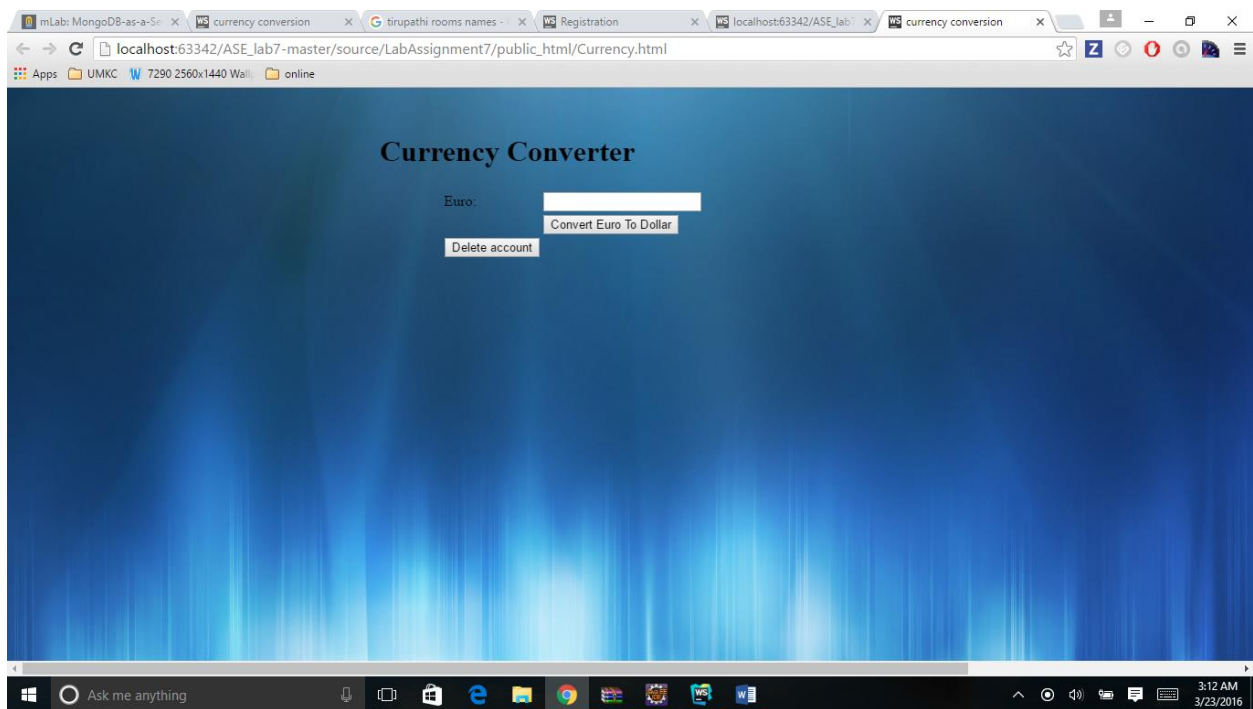 mLab: MongoDB-as-a-Se
currency conversion
tirupathi rooms names -
Registration
localhost:63342/ASE_lab7
currency conversion
localhost:63342/ASE_lab7-master/source/LabAssignment7/public_html/Currency.html
Apps UMKC 7290 2560x1440 Wall online
Currency Converter
Euro:
Convert Euro To Dollar
Delete account
Ask me anything
3:12 AM
3/23/2016